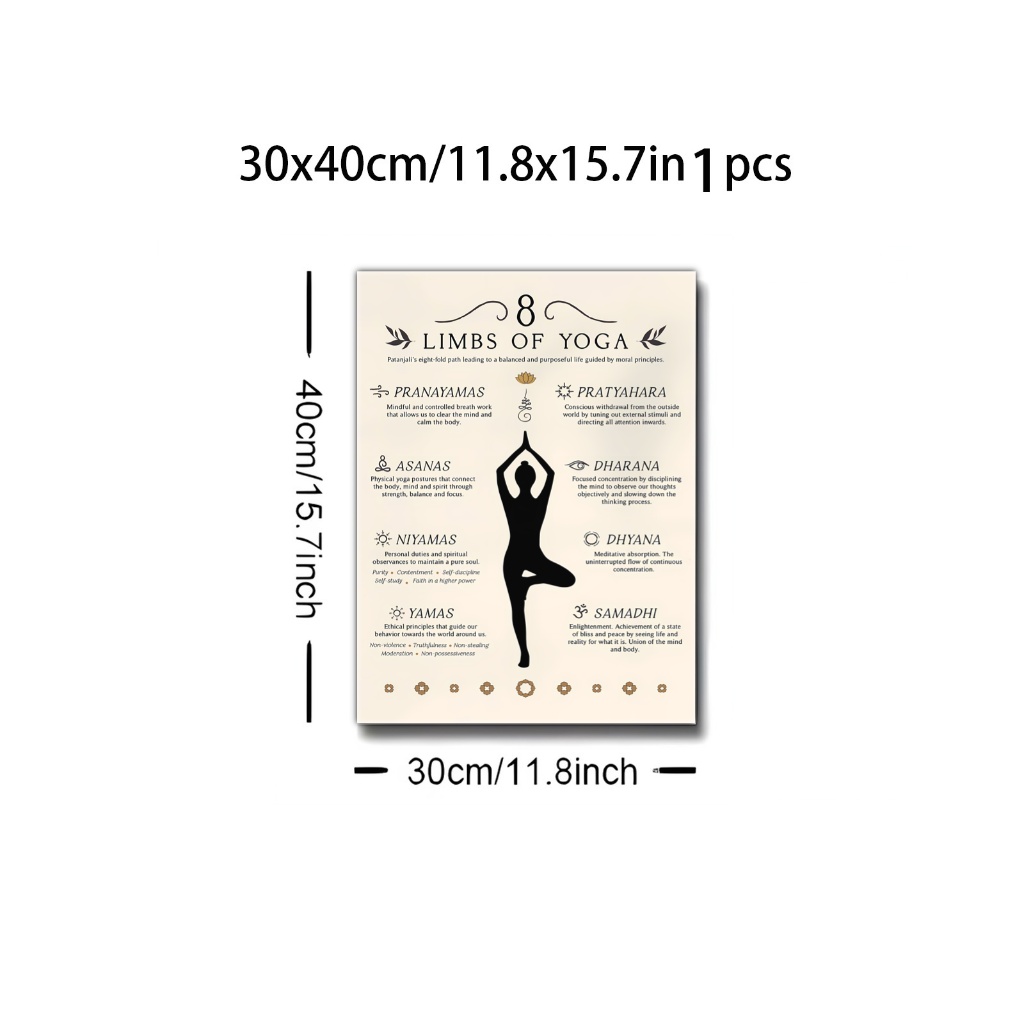 30x40cm/11.8x15.7in 1 pcs
8
LIMBS OF YOGA
Patanjali's eight-fold path leading to a balanced and purposeful life guided by moral principles.
PRANAYAMAS
Mindful and controlled breath work
that allows us to clear the mind and
calm the body.
ASANAS
Physical yoga postures that connect
the body, mind and spirit through
strength, balance and focus.
NIYAMAS
Personal duties and spiritual
observances to maintain a pure soul.
Purity • Contentment • Self-discipline
Self-study • Faith in a higher power
YAMAS
Ethical principles that guide our
behavior towards the world around us.
Non-violence • Truthfulness • Non-stealing
Moderation • Non-possessiveness
PRATYAHARA
Conscious withdrawal from the outside
world by tuning out external stimuli and
directing all attention inwards.
DHARANA
Focused concentration by disciplining
the mind to observe our thoughts
objectively and slowing down the
thinking process.
DHYANA
Meditative absorption. The
uninterrupted flow of continuous
concentration.
ॐ SAMADHI
Enlightenment. Achievement of a state
of bliss and peace by seeing life and
reality for what it is. Union of the mind
and body.
40cm/15.7inch
30cm/11.8inch